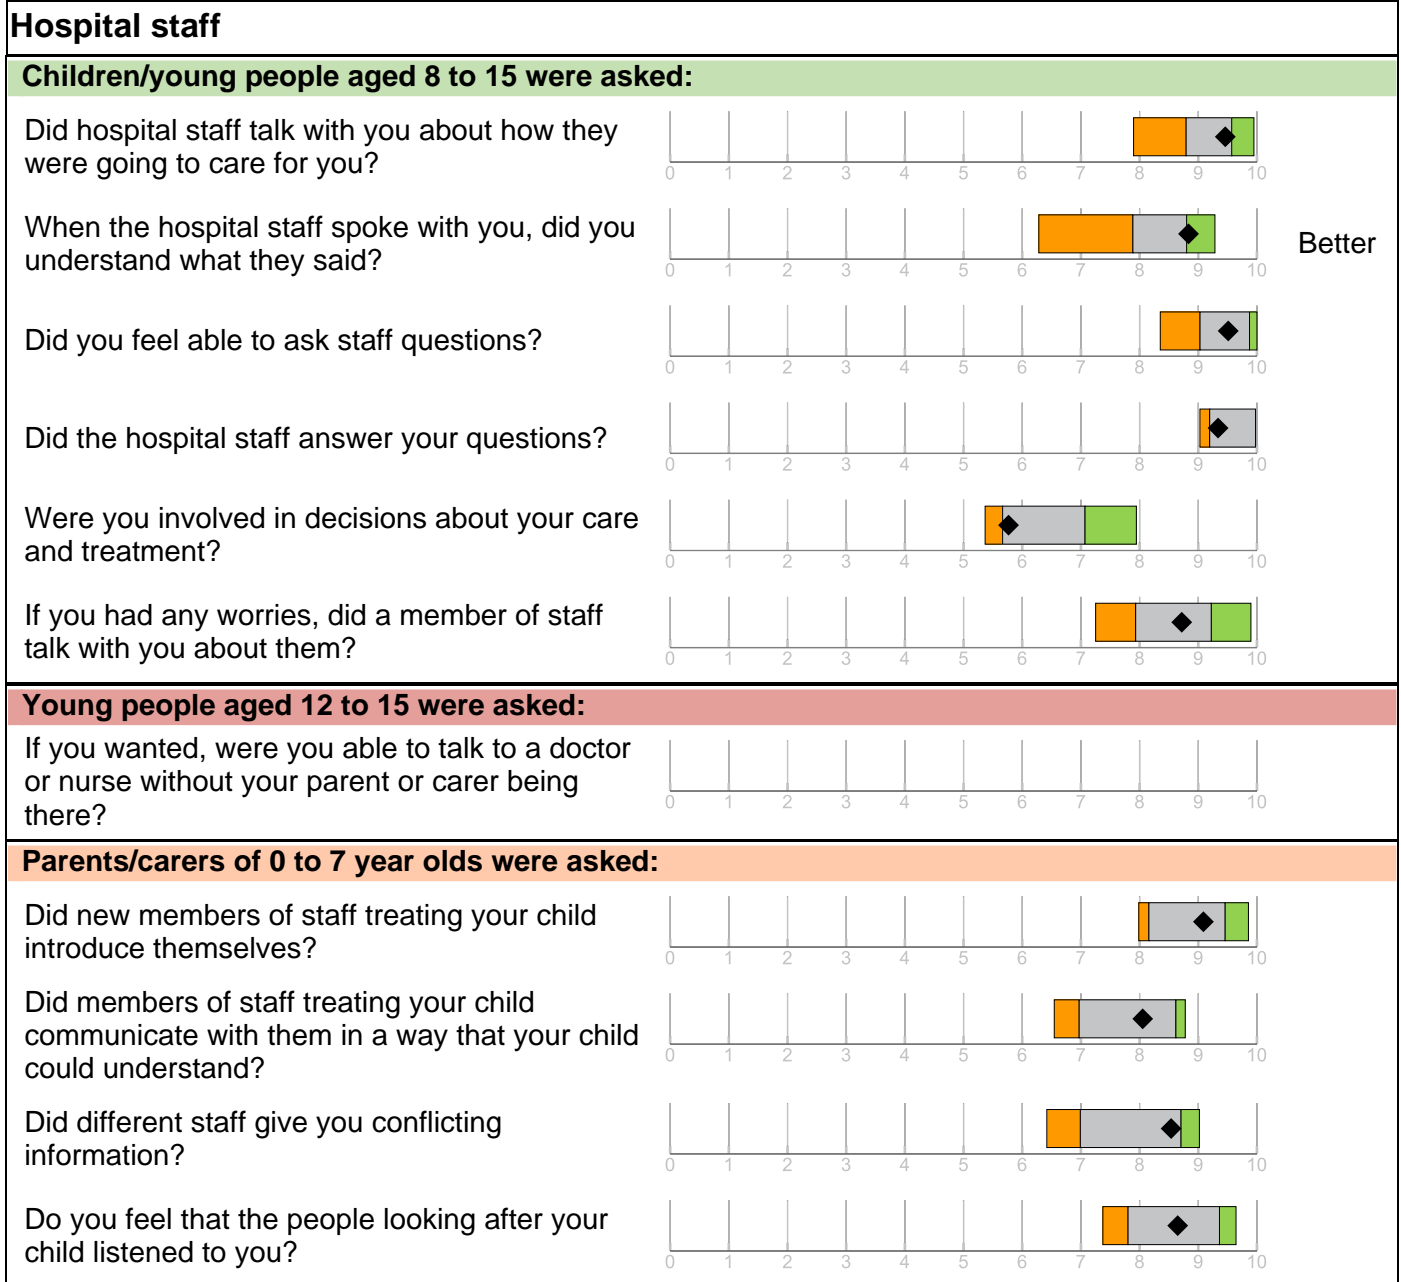 Hospital staff
Children/young people aged 8 to 15 were asked:
Did hospital staff talk with you about how they
were going to care for you?
0 1 2 3 4 5 6 7 8 9 10
When the hospital staff spoke with you, did you
understand what they said?
Better
0 1 2 3 4 5 6 7 8 9 10
Did you feel able to ask staff questions?
0 1 2 3 4 5 6 7 8 9 10
Did the hospital staff answer your questions?
0 1 2 3 4 5 6 7 8 9 10
Were you involved in decisions about your care
and treatment?
0 1 2 3 4 5 6 7 8 9 10
If you had any worries, did a member of staff
talk with you about them?
0 1 2 3 4 5 6 7 8 9 10
Young people aged 12 to 15 were asked:
If you wanted, were you able to talk to a doctor
or nurse without your parent or carer being
there?
0 1 2 3 4 5 6 7 8 9 10
Parents/carers of 0 to 7 year olds were asked:
Did new members of staff treating your child
introduce themselves?
0 1 2 3 4 5 6 7 8 9 10
Did members of staff treating your child
communicate with them in a way that your child
could understand?
0 1 2 3 4 5 6 7 8 9 10
Did different staff give you conflicting
information?
0 1 2 3 4 5 6 7 8 9 10
Do you feel that the people looking after your
child listened to you?
0 1 2 3 4 5 6 7 8 9 10